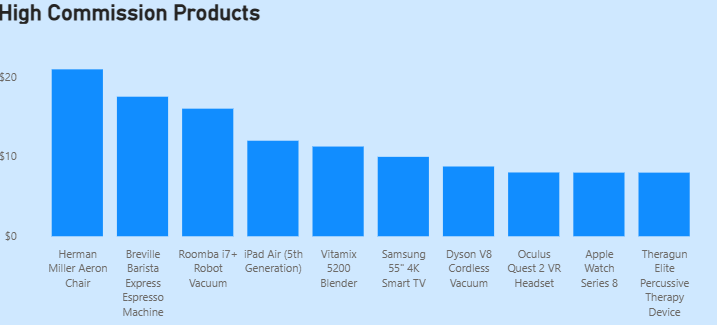 High Commission Products
$20
$10
$0
Herman
Miller Aeron
Chair
Breville
Barista
Express
Espresso
Machine
Roomba i7+
Robot
Vacuum
iPad Air (5th
Generation)
Vitamix
5200
Blender
Samsung
55" 4K
Smart TV
Dyson V8
Cordless
Vacuum
Oculus
Quest 2 VR
Headset
Apple
Watch
Series 8
Theragun
Elite
Percussive
Therapy
Device